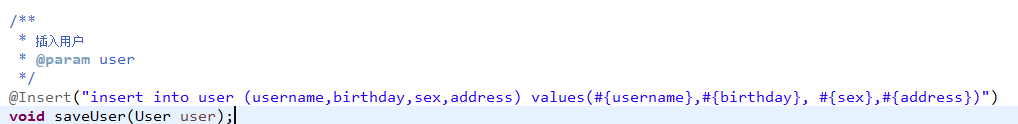 /**
* 插入用户
* @param user
*/
@Insert("insert into user (username,birthday,sex,address) values(#{username},#{birthday}, #{sex},#{address})")
void saveUser(User user);